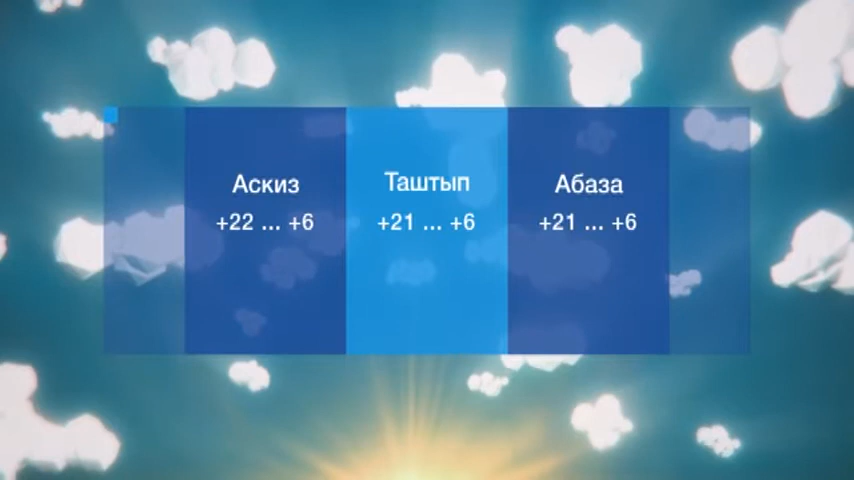 Аскиз
+22 ... +6
Таштып
+21 ... +6
Абаза
+21 ... +6